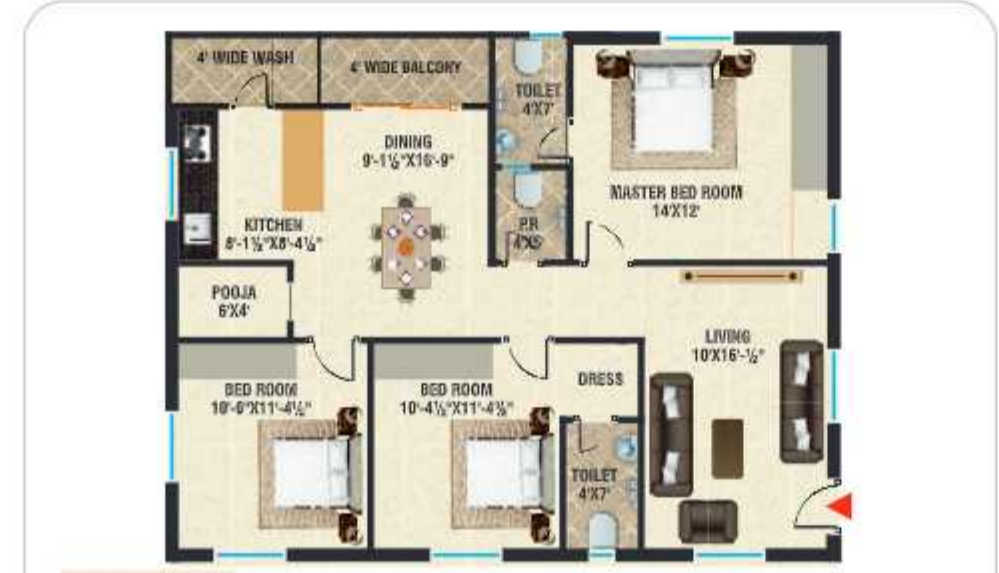 4' WIDE WASH
4' WIDE BALCONY
TOILET
4'X7'
DINING
9'-1½"X16'-9"
MASTER BED ROOM
14'X12'
KITCHEN
8'-1½"X8'-4½"
P.R
4'X5'
POOJA
6'X4'
LIVING
10'X16'-½"
BED ROOM
10'-6"X11'-4½"
BED ROOM
10'-4½"X11'-4½"
DRESS
TOILET
4'X7'